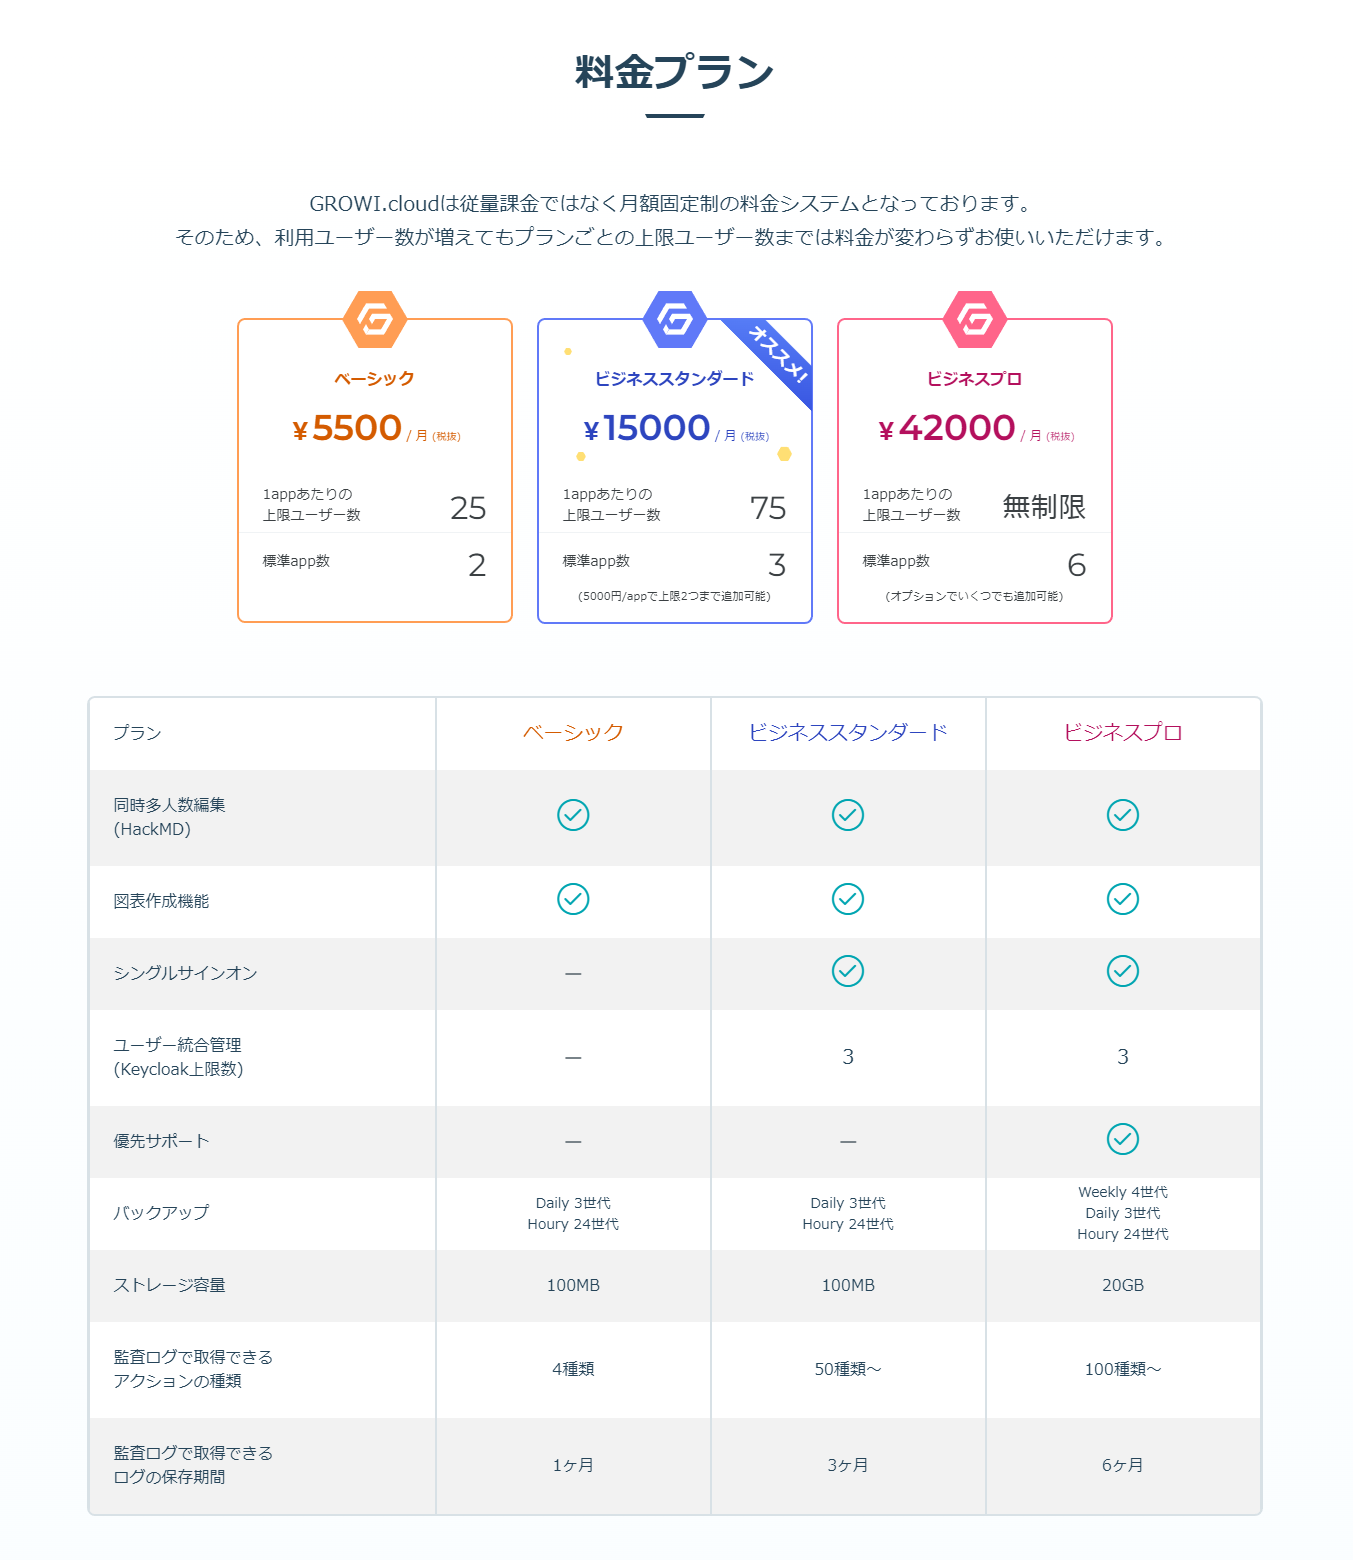 料金プラン
GROWI.cloudは従量課金ではなく月額固定制の料金システムとなっております。
そのため、利用ユーザー数が増えてもプランごとの上限ユーザー数までは料金が変わらずお使いいただけます。
ベーシック
¥5500 / 月 (税抜)
1appあたりの
上限ユーザー数 25
標準app数 2
オススメ!
ビジネススタンダード
¥15000 / 月 (税抜)
1appあたりの
上限ユーザー数 75
標準app数 3
(5000円/appで上限2つまで追加可能)
ビジネスプロ
¥42000 / 月 (税抜)
1appあたりの
上限ユーザー数 無制限
標準app数 6
(オプションでいくつでも追加可能)
プラン ベーシック ビジネススタンダード ビジネスプロ
同時多人数編集
(HackMD)
図表作成機能
シングルサインオン —
ユーザー統合管理
(Keycloak上限数) — 3 3
優先サポート — —
バックアップ
Daily 3世代
Houry 24世代
Daily 3世代
Houry 24世代
Weekly 4世代
Daily 3世代
Houry 24世代
ストレージ容量 100MB 100MB 20GB
監査ログで取得できる
アクションの種類 4種類 50種類〜 100種類〜
監査ログで取得できる
ログの保存期間 1ヶ月 3ヶ月 6ヶ月